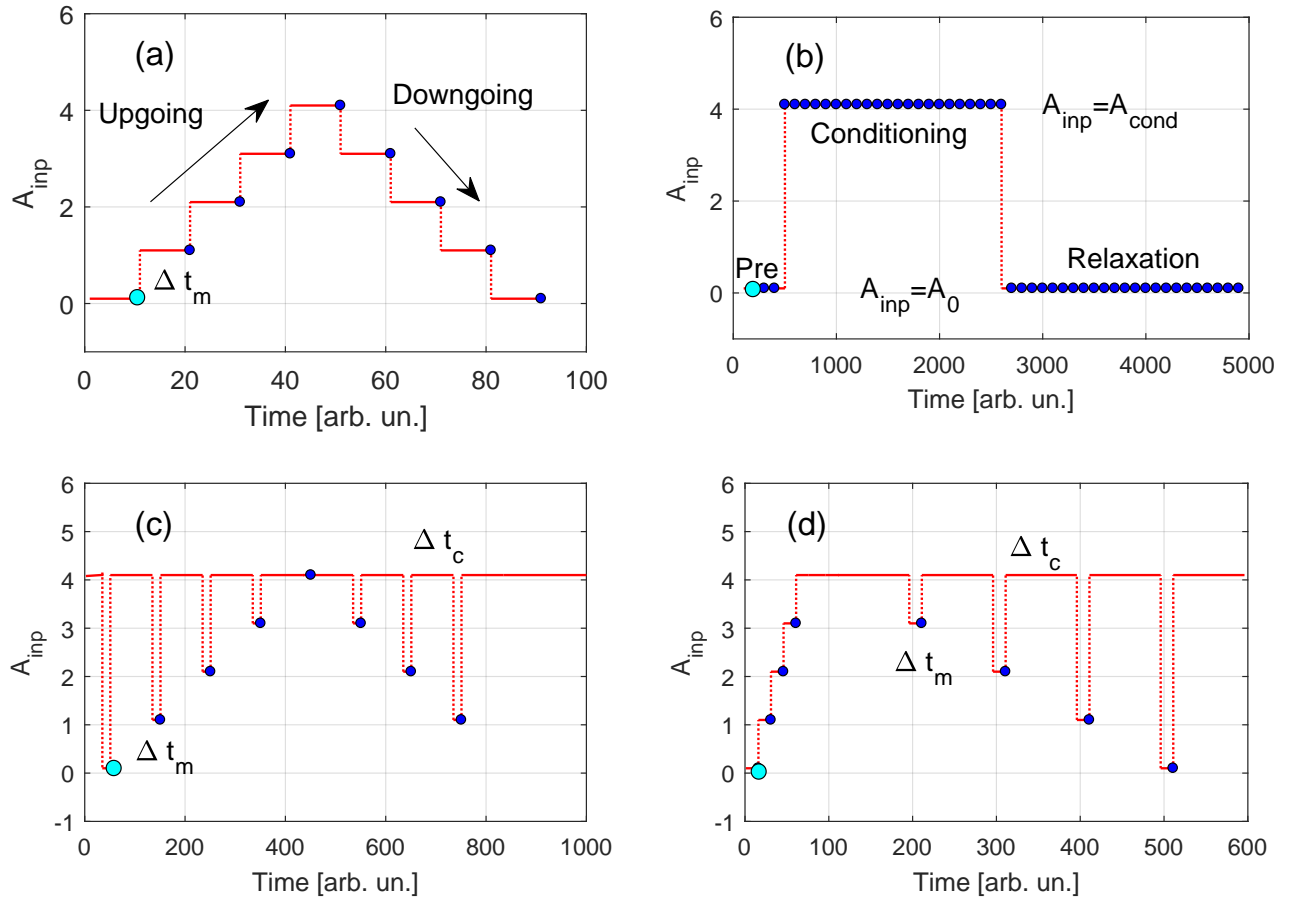 (a)
Upgoing
Downgoing
Δ t_m
A_inp
6
4
2
0
0
20
40
60
80
100
Time [arb. un.]
(b)
A_inp=A_cond
Conditioning
Pre
Relaxation
A_inp=A_0
A_inp
6
4
2
0
0
1000
2000
3000
4000
5000
Time [arb. un.]
(c)
Δ t_c
Δ t_m
A_inp
6
5
4
3
2
1
0
-1
0
200
400
600
800
1000
Time [arb. un.]
(d)
Δ t_c
Δ t_m
A_inp
6
5
4
3
2
1
0
-1
0
100
200
300
400
500
600
Time [arb. un.]